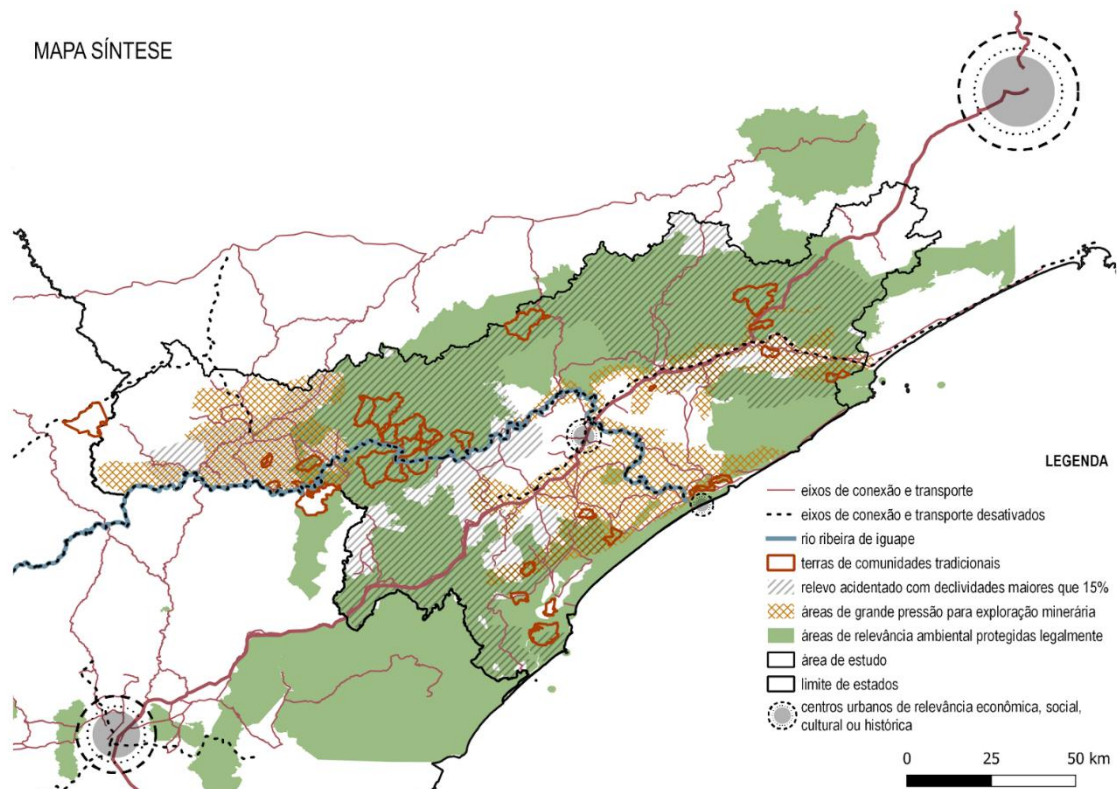 MAPA SÍNTESE
LEGENDA
eixos de conexão e transporte
eixos de conexão e transporte desativados
rio ribeira de iguape
terras de comunidades tradicionais
relevo acidentado com declividades maiores que 15%
áreas de grande pressão para exploração minerária
áreas de relevância ambiental protegidas legalmente
área de estudo
limite de estados
centros urbanos de relevância econômica, social,
cultural ou histórica
0 25 50 km